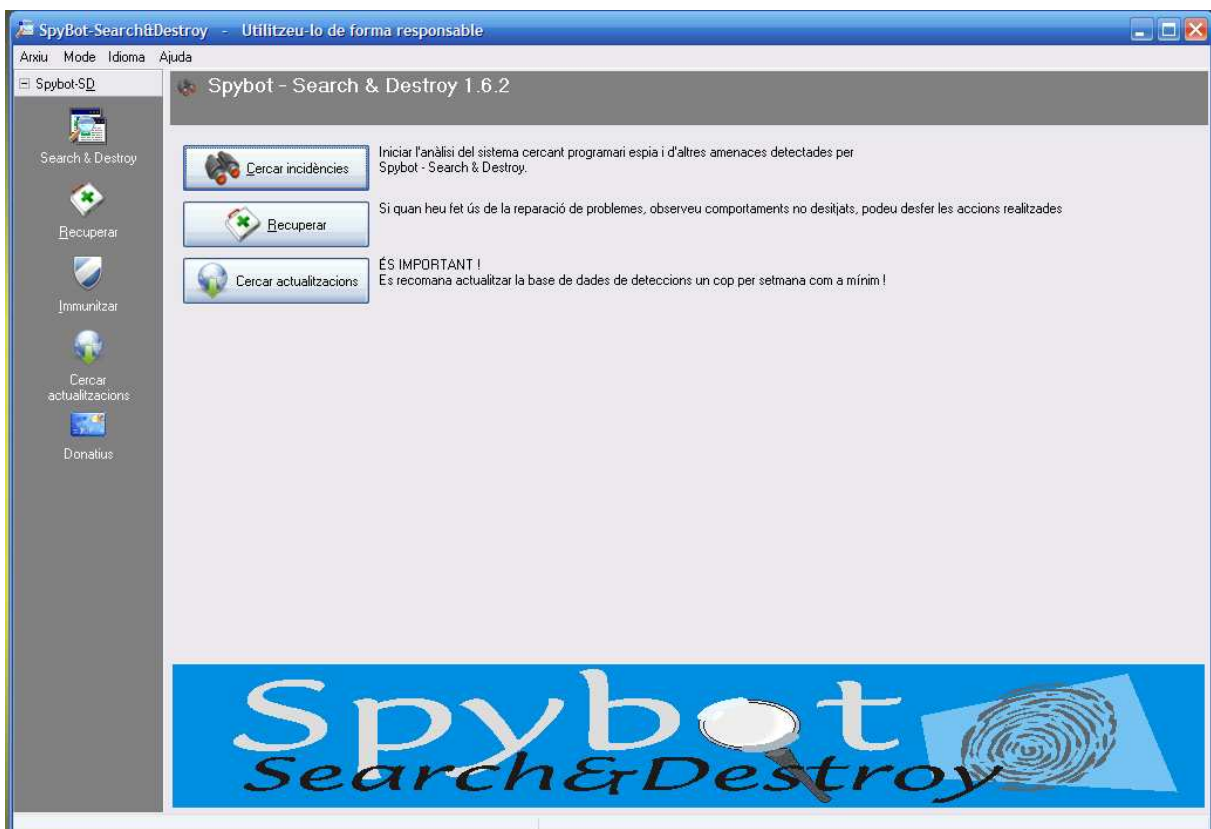 SpyBot-Search&Destroy - Utilitzeu-lo de forma responsable
Arxiu Mode Idioma Ajuda
Spybot-SD
Spybot - Search & Destroy 1.6.2
Search & Destroy
Recuperar
Immunitzar
Cercar
actualitzacions
Donatius
Cercar incidències
Iniciar l'anàlisi del sistema cercant programari espia i d'altres amenaces detectades per
Spybot - Search & Destroy.
Recuperar
Si quan heu fet ús de la reparació de problemes, observeu comportaments no desitjats, podeu desfer les accions realitzades
Cercar actualitzacions
ÉS IMPORTANT !
Es recomana actualitzar la base de dades de deteccions un cop per setmana com a mínim !
Spybot
Search&Destroy